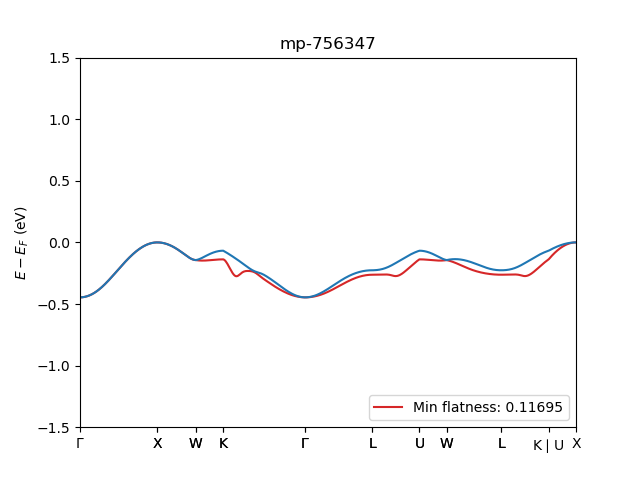 mp-756347
E − E_F (eV)
1.5
1.0
0.5
0.0
−0.5
−1.0
−1.5
Min flatness: 0.11695
Γ X W K Γ L U W L K | U X